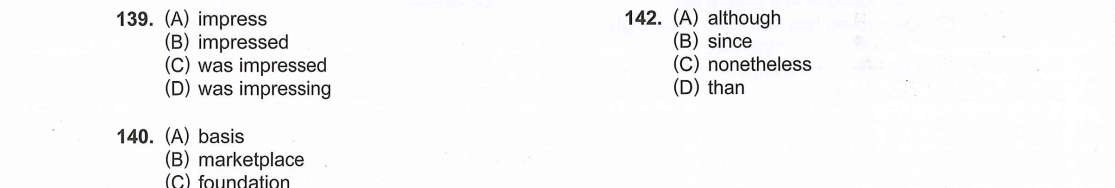 139. (A) impress
(B) impressed
(C) was impressed
(D) was impressing
140. (A) basis
(B) marketplace
(C) foundation
142. (A) although
(B) since
(C) nonetheless
(D) than